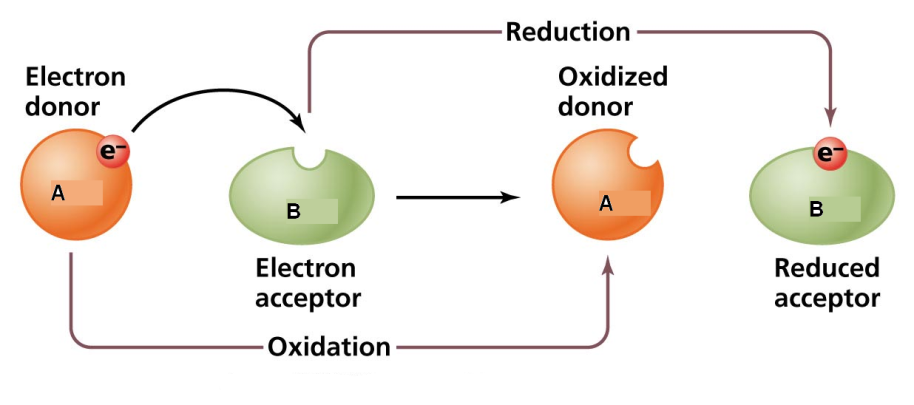 Reduction
Electron
donor
Oxidized
donor
e–
e–
A
B
A
B
Electron
acceptor
Reduced
acceptor
Oxidation